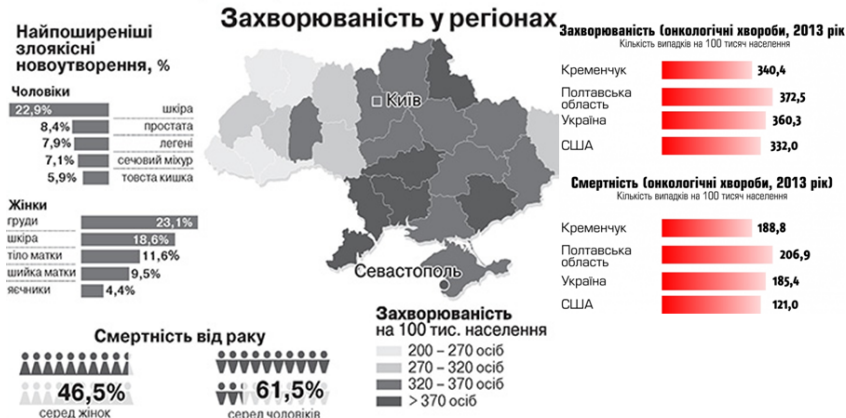 Захворюваність у регіонах
Найпоширеніші
злоякісні
новоутворення, %
Чоловіки
22,9% шкіра
8,4% простата
7,9% легені
7,1% сечовий міхур
5,9% товста кишка
Жінки
груди 23,1%
шкіра 18,6%
тіло матки 11,6%
шийка матки 9,5%
яєчники 4,4%
Смертність від раку
46,5%
серед жінок
61,5%
серед чоловіків
Київ
Севастополь
Захворюваність
на 100 тис. населення
200 – 270 осіб
270 – 320 осіб
320 – 370 осіб
> 370 осіб
Захворюваність (онкологічні хвороби, 2013 рік
Кількість випадків на 100 тисяч населення
Кременчук 340,4
Полтавська
область 372,5
Україна 360,3
США 332,0
Смертність (онкологічні хвороби, 2013 рік)
Кількість випадків на 100 тисяч населення
Кременчук 188,8
Полтавська
область 206,9
Україна 185,4
США 121,0